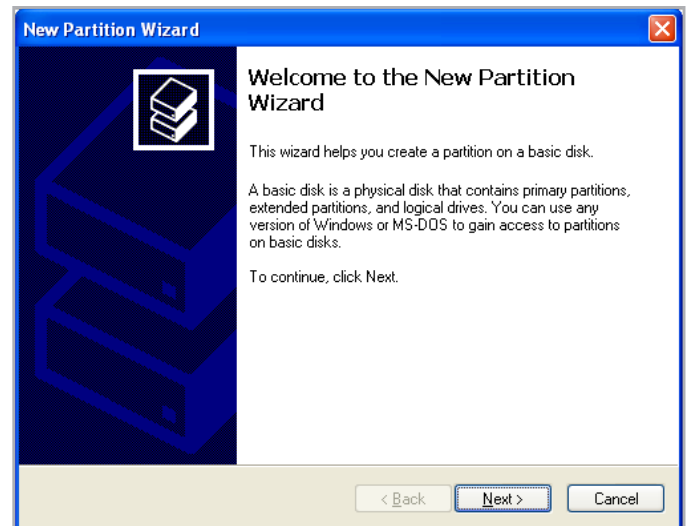 New Partition Wizard
Welcome to the New Partition
Wizard
This wizard helps you create a partition on a basic disk.
A basic disk is a physical disk that contains primary partitions,
extended partitions, and logical drives. You can use any
version of Windows or MS-DOS to gain access to partitions
on basic disks.
To continue, click Next.
< Back Next > Cancel